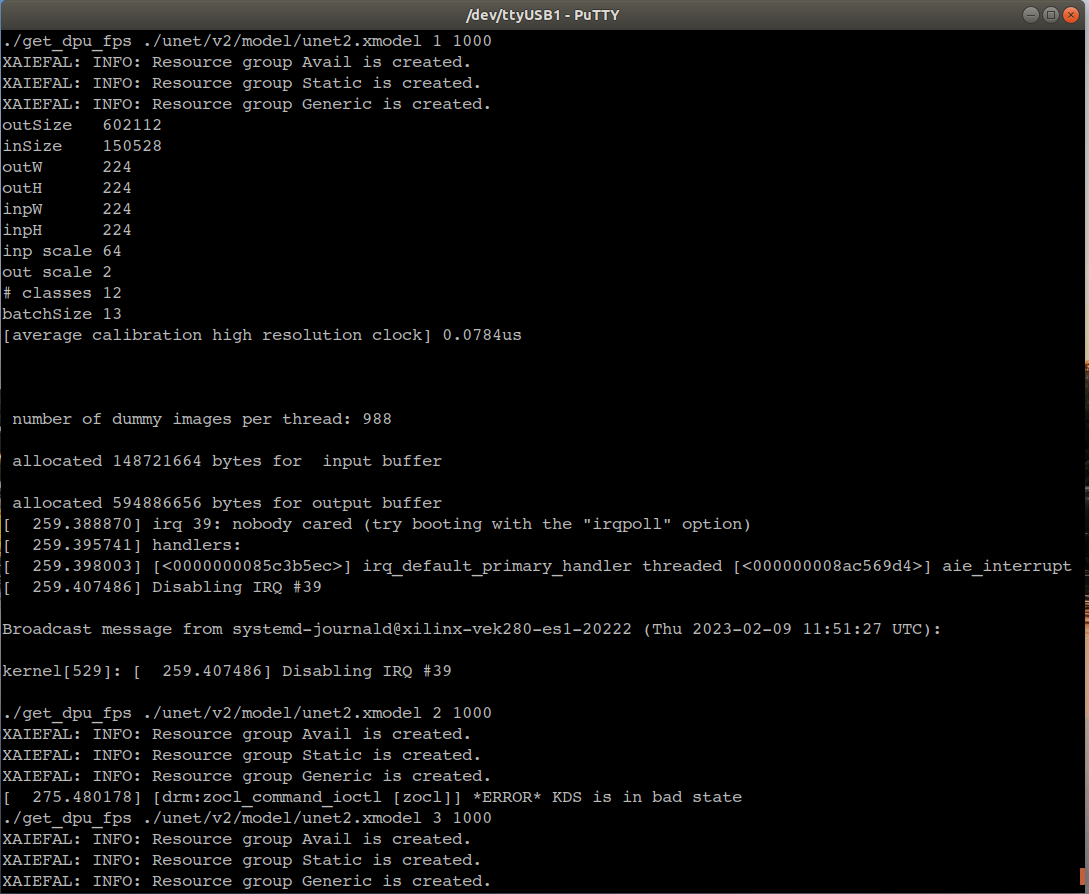 /dev/ttyUSB1 - PuTTY
./get_dpu_fps ./unet/v2/model/unet2.xmodel 1 1000
XAIEFAL: INFO: Resource group Avail is created.
XAIEFAL: INFO: Resource group Static is created.
XAIEFAL: INFO: Resource group Generic is created.
outSize   602112
inSize    150528
outW      224
outH      224
inpW      224
inpH      224
inp scale 64
out scale 2
# classes 12
batchSize 13
[average calibration high resolution clock] 0.0784us
 number of dummy images per thread: 988
 allocated 148721664 bytes for  input buffer
 allocated 594886656 bytes for output buffer
[  259.388870] irq 39: nobody cared (try booting with the "irqpoll" option)
[  259.395741] handlers:
[  259.398003] [<0000000085c3b5ec>] irq_default_primary_handler threaded [<000000008ac569d4>] aie_interrupt
[  259.407486] Disabling IRQ #39
Broadcast message from systemd-journald@xilinx-vek280-es1-20222 (Thu 2023-02-09 11:51:27 UTC):
kernel[529]: [  259.407486] Disabling IRQ #39
./get_dpu_fps ./unet/v2/model/unet2.xmodel 2 1000
XAIEFAL: INFO: Resource group Avail is created.
XAIEFAL: INFO: Resource group Static is created.
XAIEFAL: INFO: Resource group Generic is created.
[  275.480178] [drm:zocl_command_ioctl [zocl]] *ERROR* KDS is in bad state
./get_dpu_fps ./unet/v2/model/unet2.xmodel 3 1000
XAIEFAL: INFO: Resource group Avail is created.
XAIEFAL: INFO: Resource group Static is created.
XAIEFAL: INFO: Resource group Generic is created.